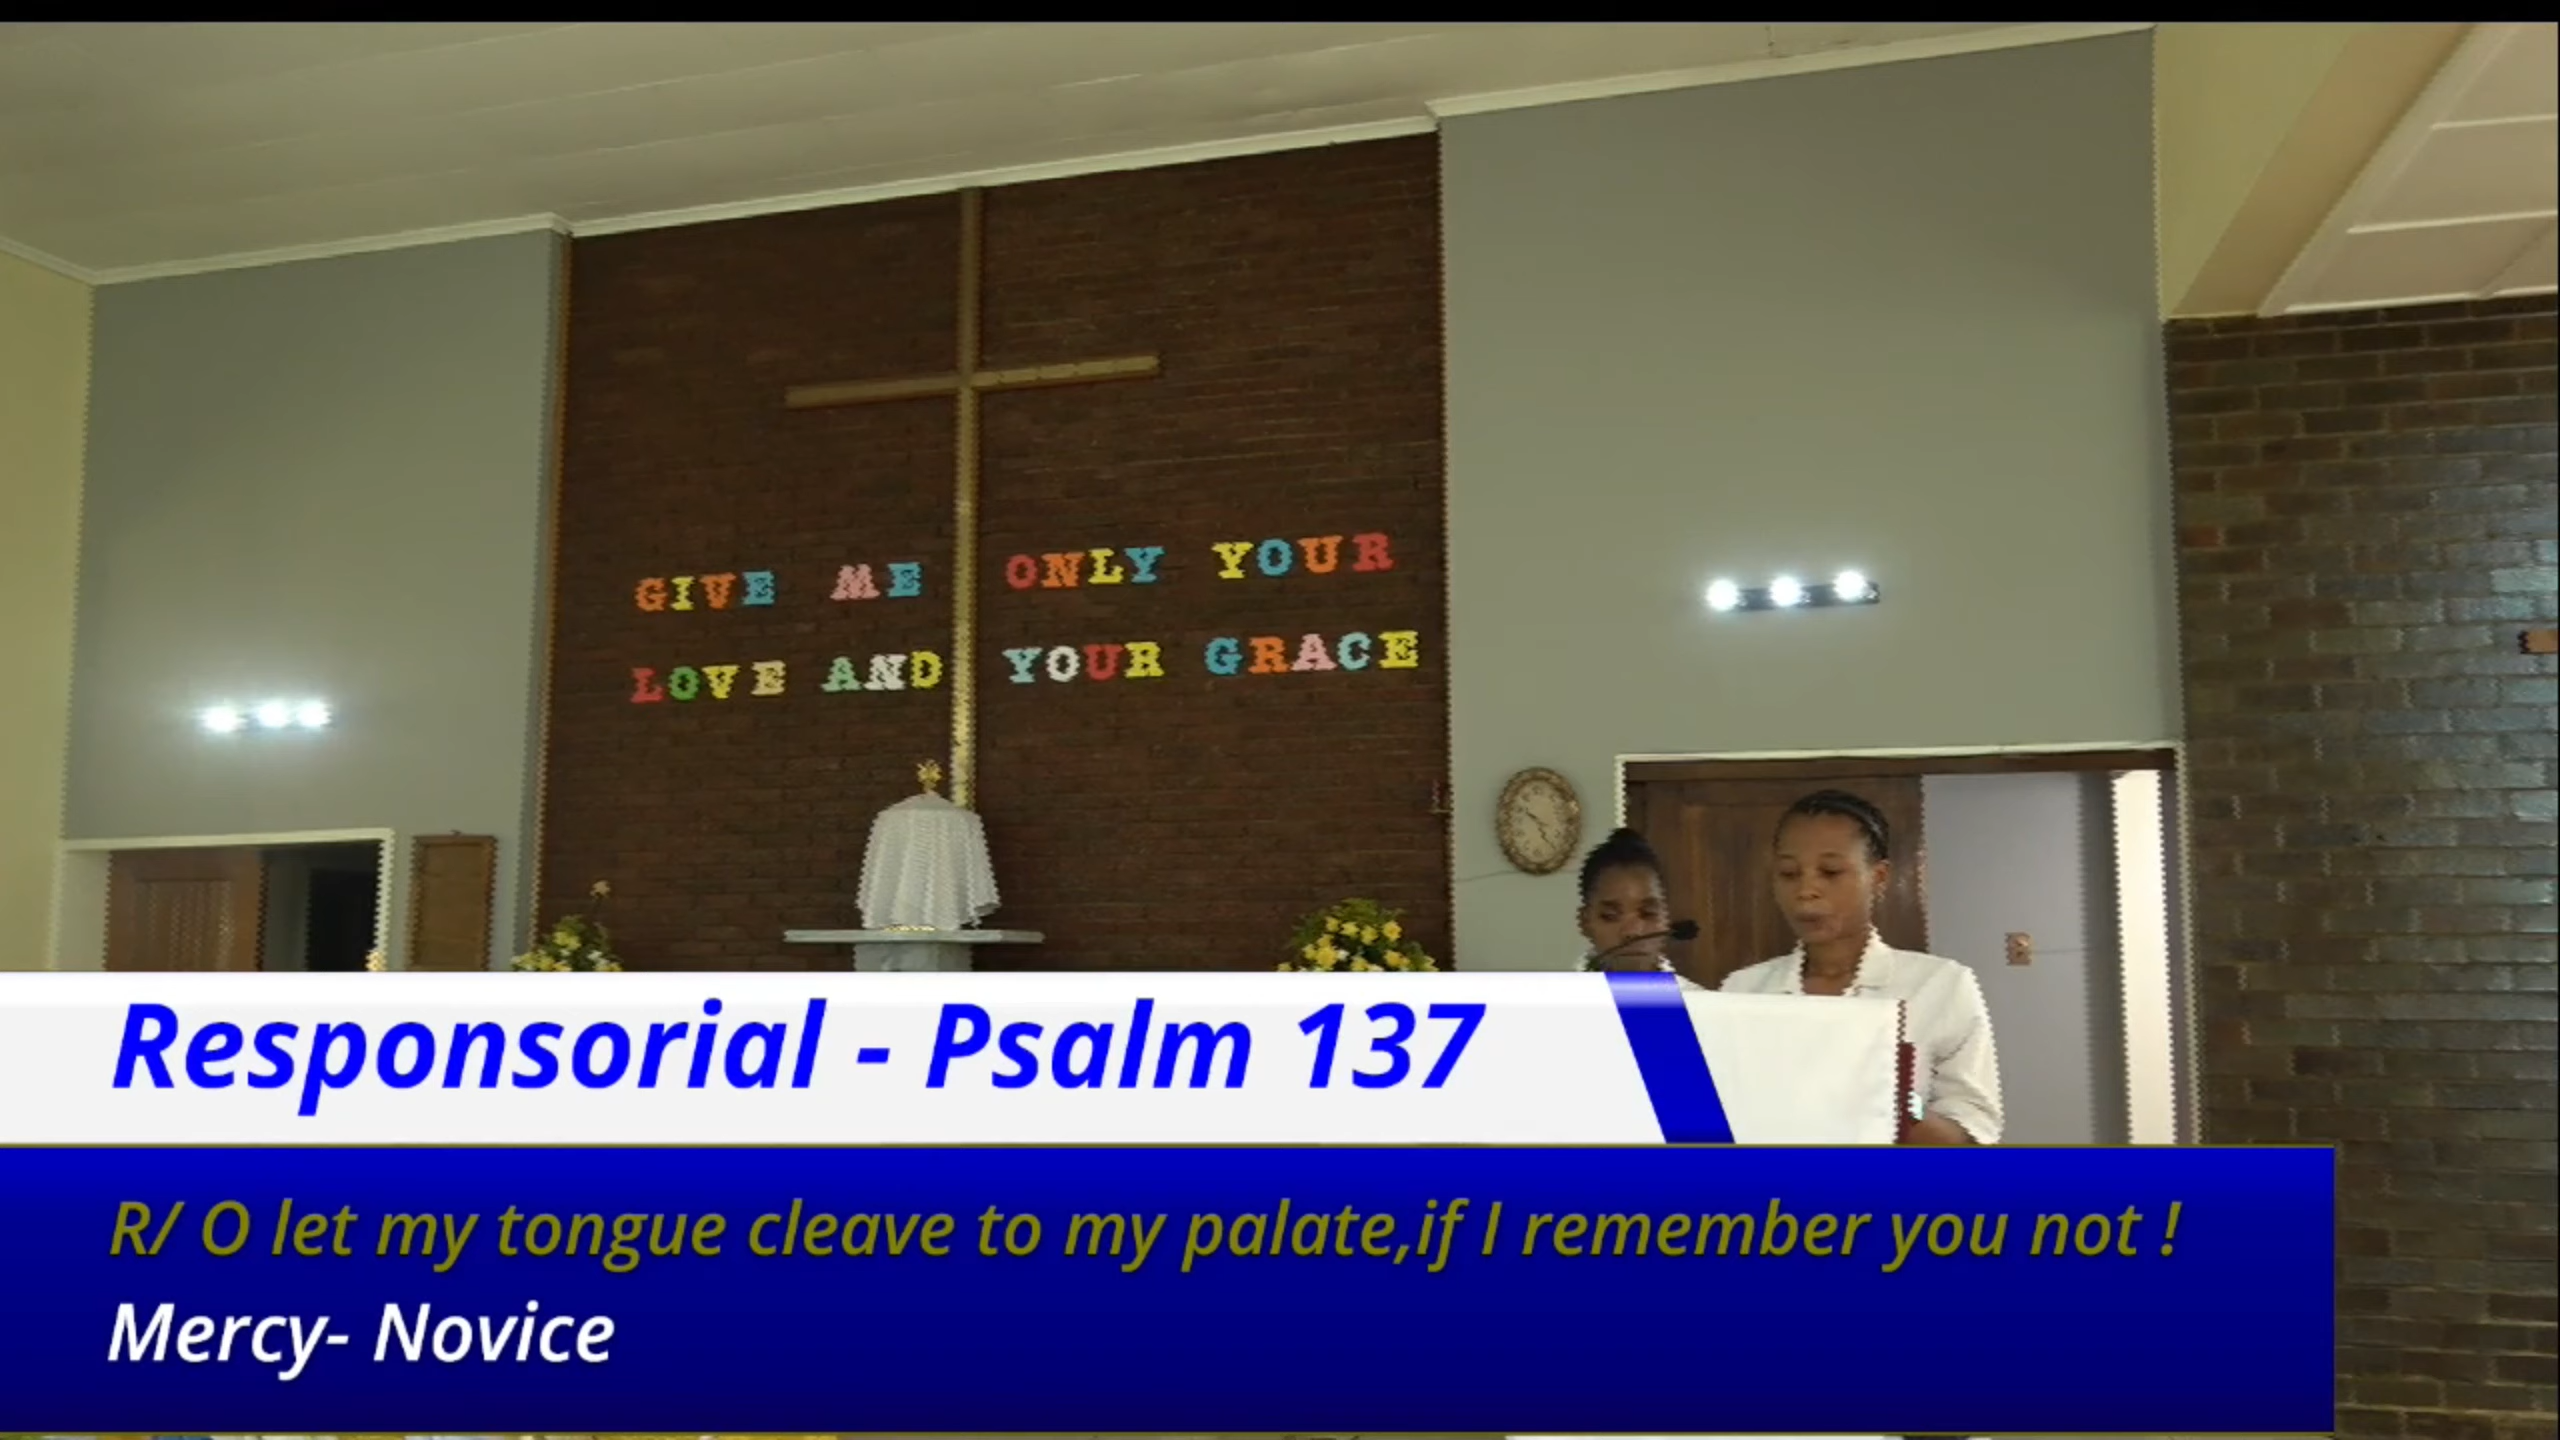 GIVE ME ONLY YOUR
LOVE AND YOUR GRACE
Responsorial - Psalm 137
R/ O let my tongue cleave to my palate,if I remember you not !
Mercy- Novice